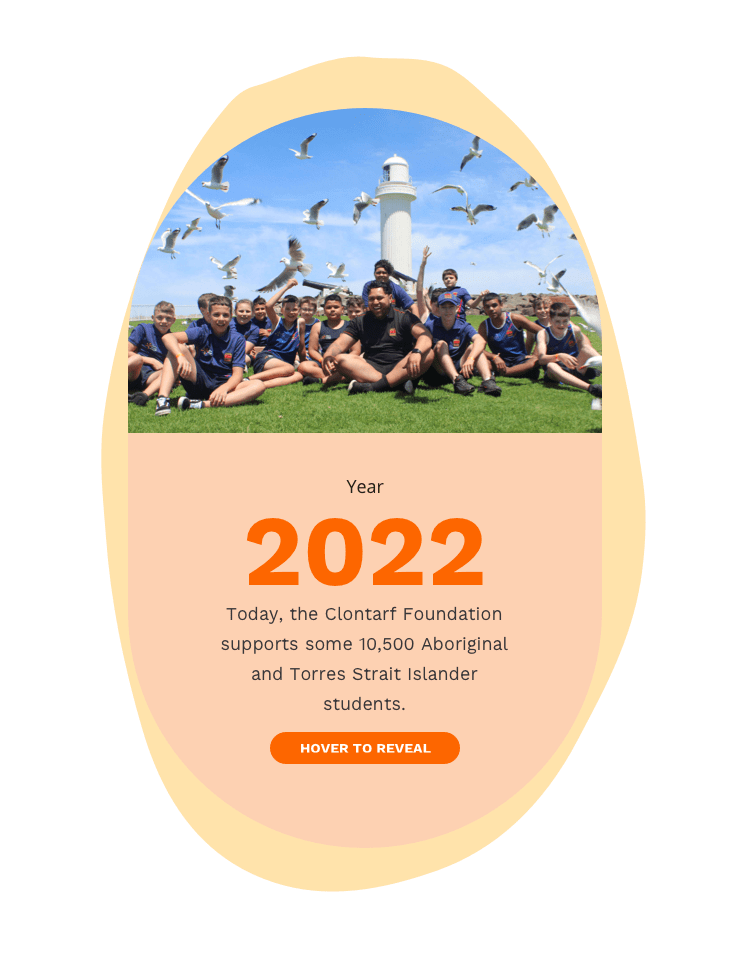 Year
2022
Today, the Clontarf Foundation
supports some 10,500 Aboriginal
and Torres Strait Islander
students.
HOVER TO REVEAL